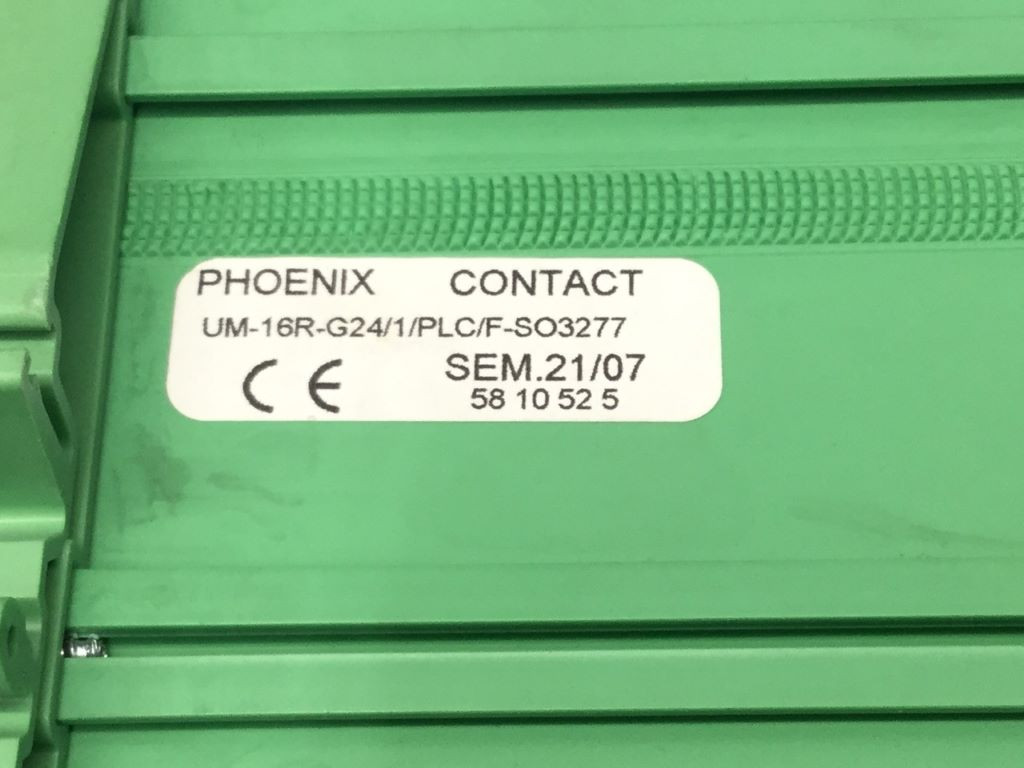 PHOENIX CONTACT
UM-16R-G24/1/PLC/F-SO3277
CE SEM.21/07
58 10 52 5